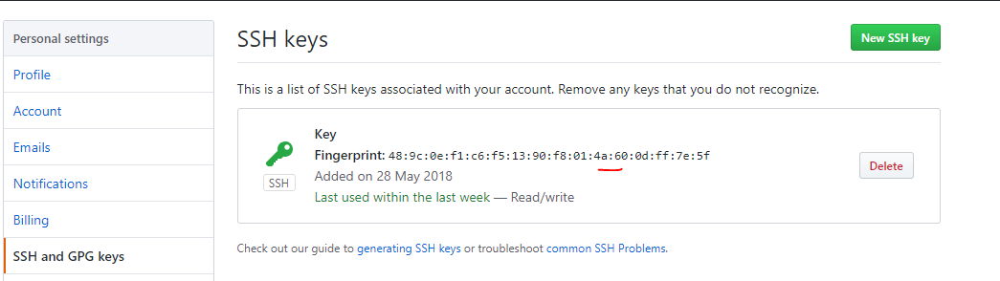 Personal settings
Profile
Account
Emails
Notifications
Billing
SSH and GPG keys
SSH keys
New SSH key
This is a list of SSH keys associated with your account. Remove any keys that you do not recognize.
Key
Fingerprint: 48:9c:0e:f1:c6:f5:13:90:f8:01:4a:60:0d:ff:7e:5f
Added on 28 May 2018
Last used within the last week — Read/write
SSH
Delete
Check out our guide to generating SSH keys or troubleshoot common SSH Problems.